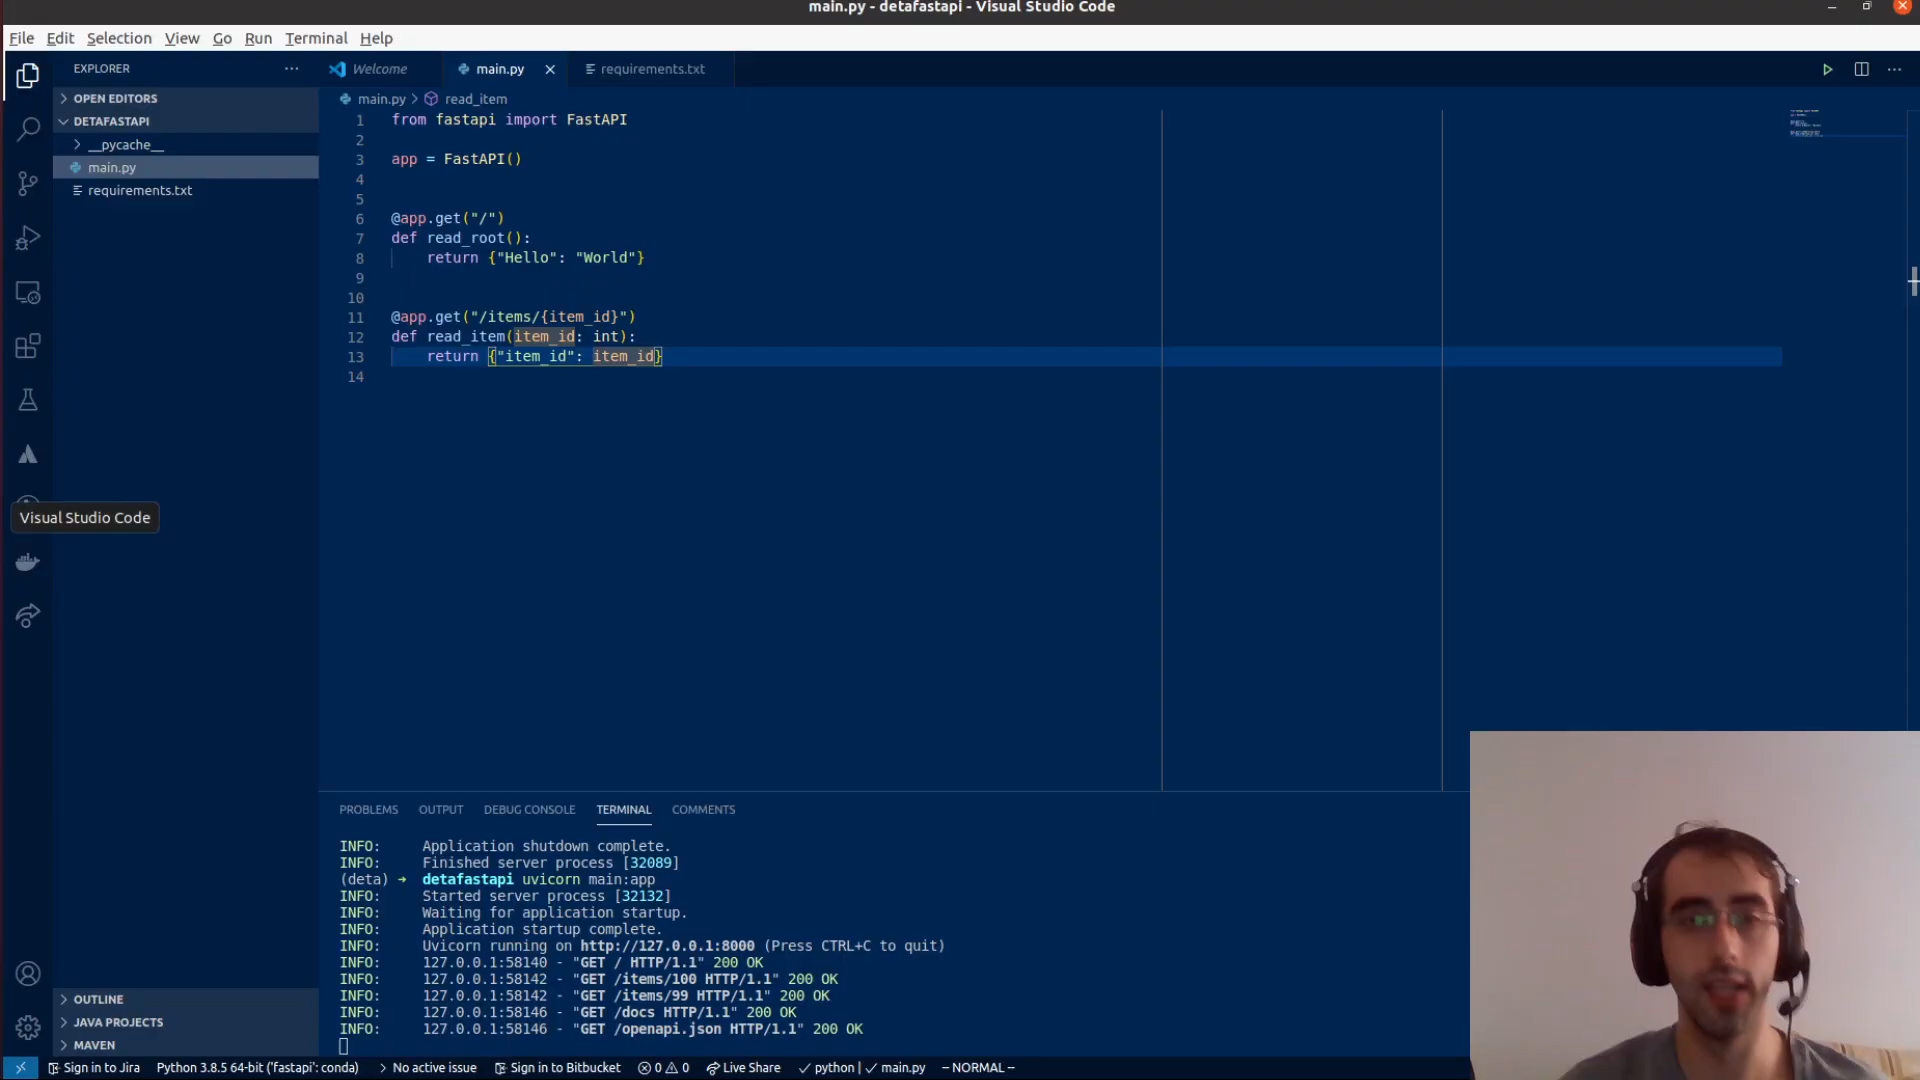 main.py - detafastapi - Visual Studio Code
File Edit Selection View Go Run Terminal Help
EXPLORER
Welcome
main.py
requirements.txt
OPEN EDITORS
DETAFASTAPI
__pycache__
main.py
requirements.txt
main.py > read_item
1 from fastapi import FastAPI
2
3 app = FastAPI()
4
5
6 @app.get("/")
7 def read_root():
8 return {"Hello": "World"}
9
10
11 @app.get("/items/{item_id}")
12 def read_item(item_id: int):
13 return {"item_id": item_id}
14
Visual Studio Code
OUTLINE
JAVA PROJECTS
MAVEN
PROBLEMS OUTPUT DEBUG CONSOLE TERMINAL COMMENTS
INFO: Application shutdown complete.
INFO: Finished server process [32089]
(deta) → detafastapi uvicorn main:app
INFO: Started server process [32132]
INFO: Waiting for application startup.
INFO: Application startup complete.
INFO: Uvicorn running on http://127.0.0.1:8000 (Press CTRL+C to quit)
INFO: 127.0.0.1:58140 - "GET / HTTP/1.1" 200 OK
INFO: 127.0.0.1:58142 - "GET /items/100 HTTP/1.1" 200 OK
INFO: 127.0.0.1:58142 - "GET /items/99 HTTP/1.1" 200 OK
INFO: 127.0.0.1:58146 - "GET /docs HTTP/1.1" 200 OK
INFO: 127.0.0.1:58146 - "GET /openapi.json HTTP/1.1" 200 OK
Sign in to Jira Python 3.8.5 64-bit ('fastapi': conda) > No active issue Sign in to Bitbucket 0 0 Live Share ✓ python | ✓ main.py -- NORMAL --